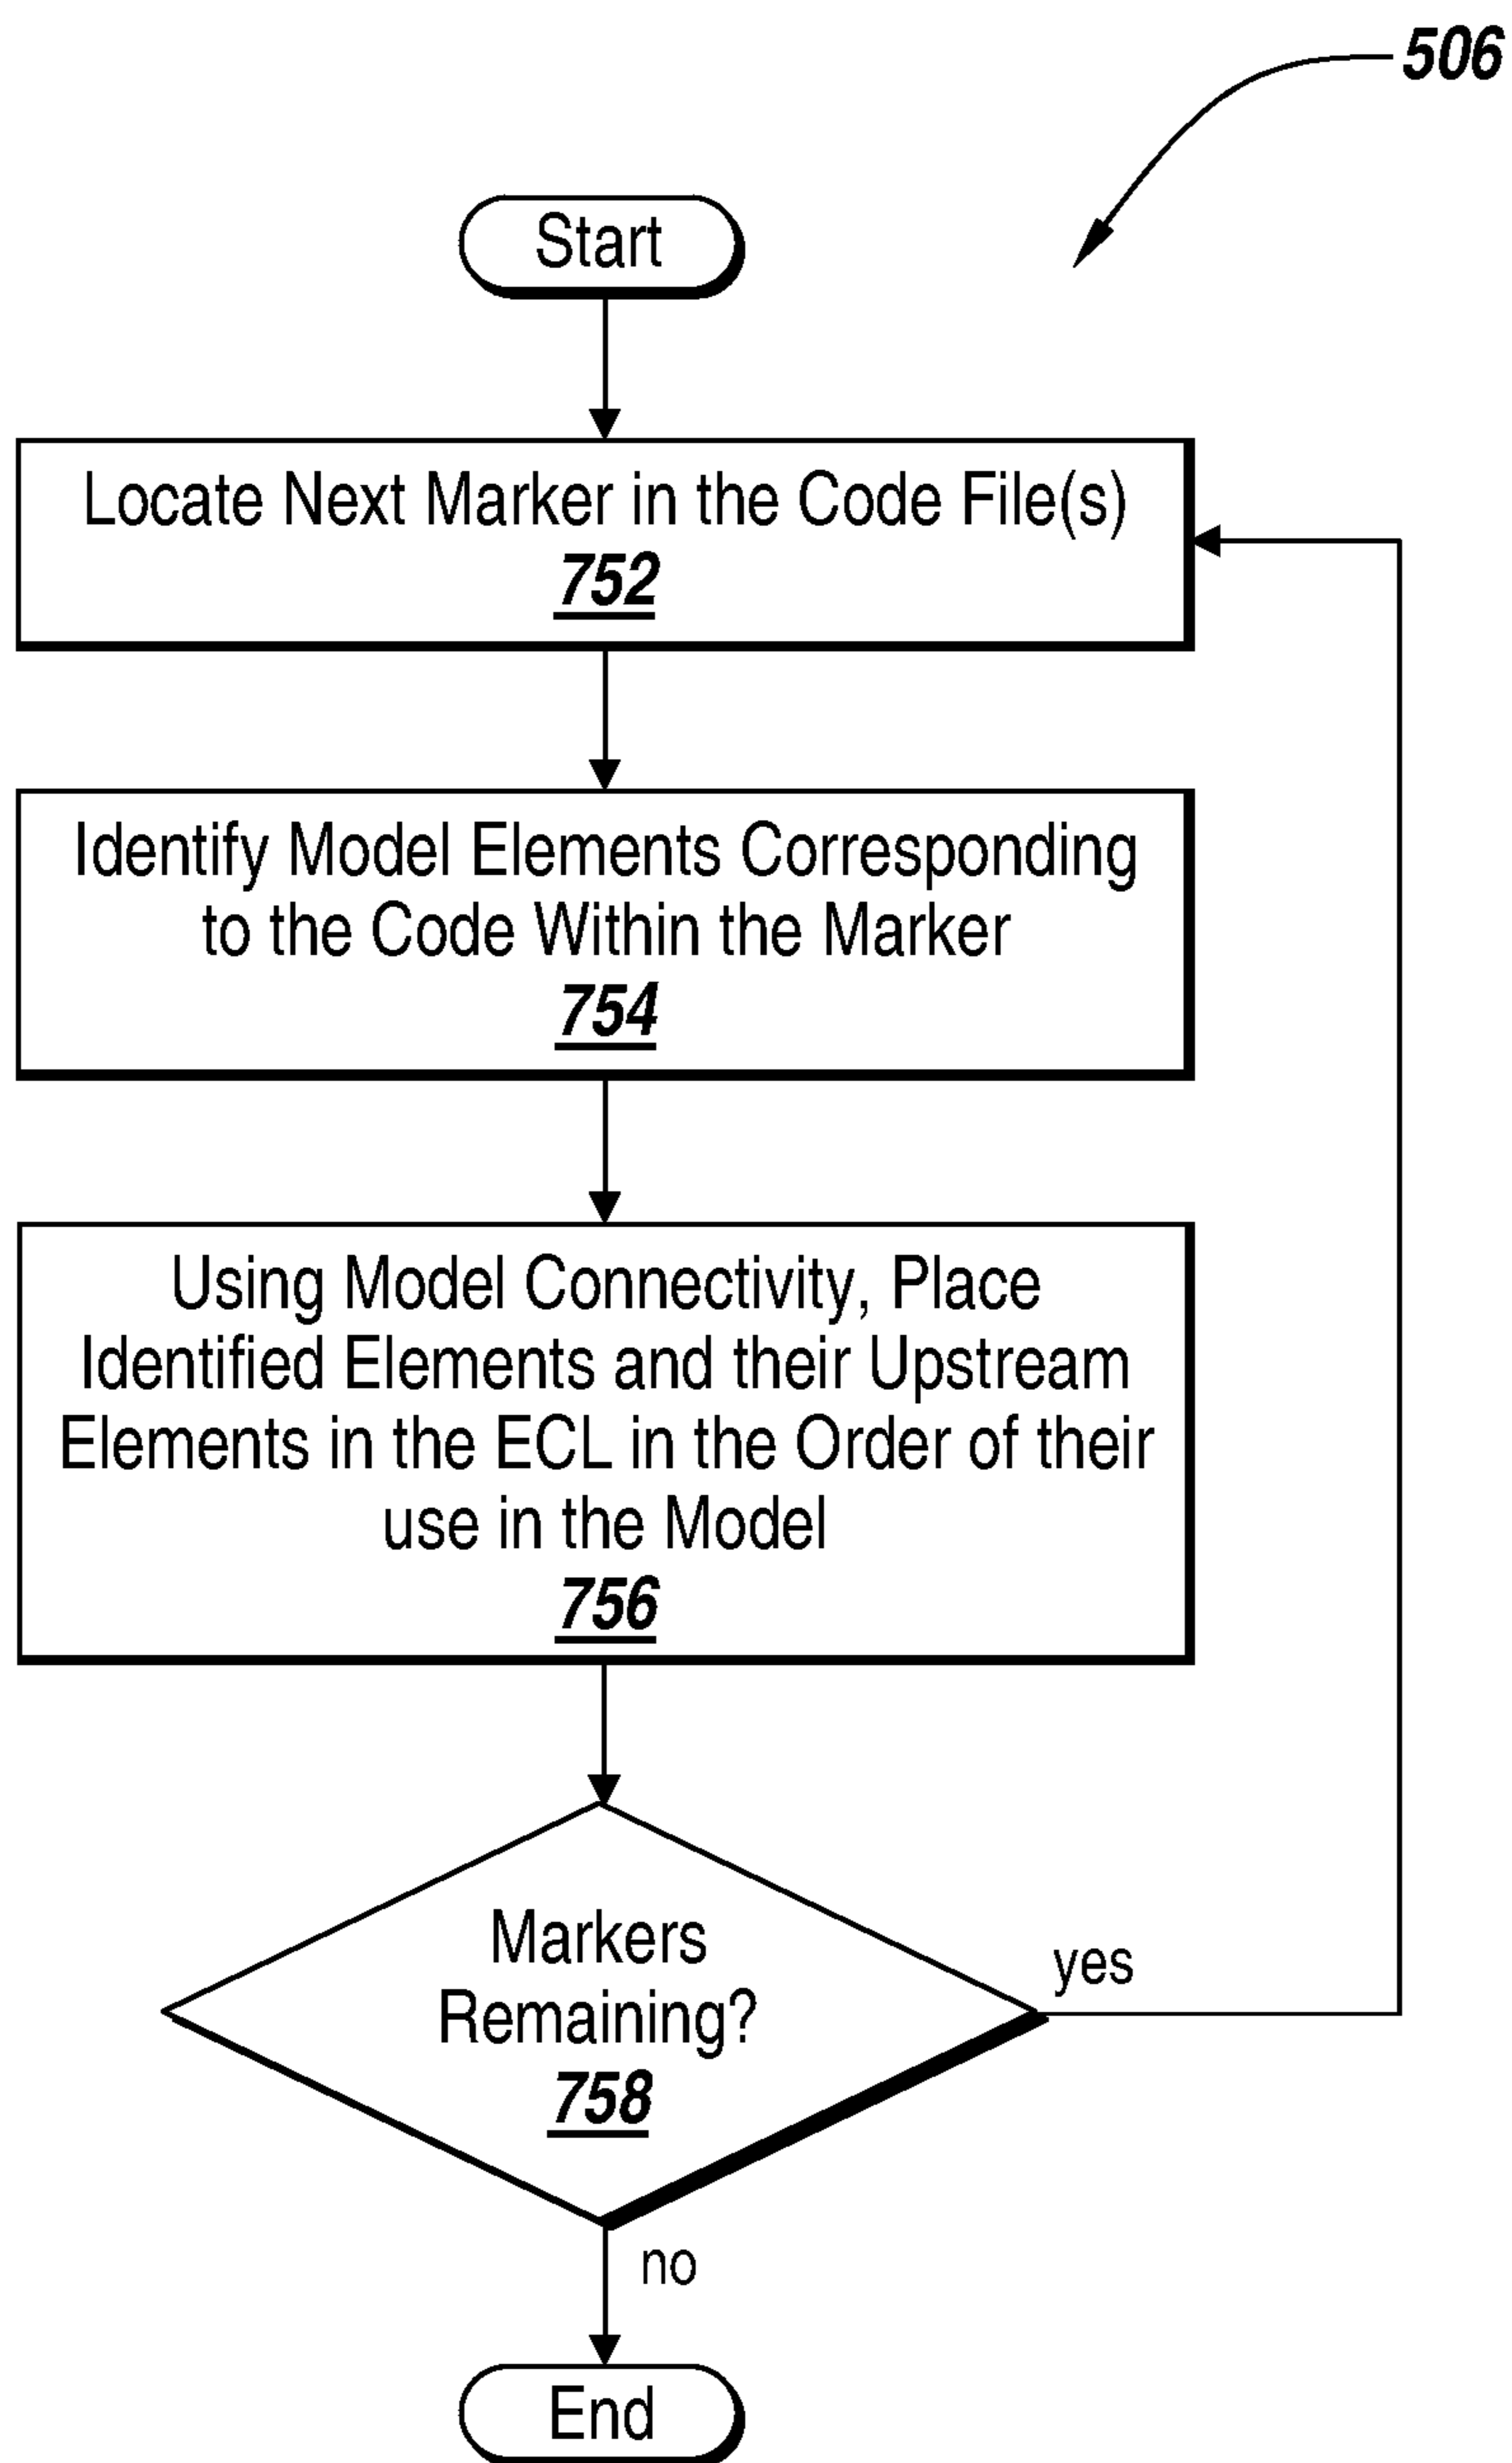 506
Start
Locate Next Marker in the Code File(s)
752
Identify Model Elements Corresponding
to the Code Within the Marker
754
Using Model Connectivity, Place
Identified Elements and their Upstream
Elements in the ECL in the Order of their
use in the Model
756
Markers
Remaining?
758
yes
no
End